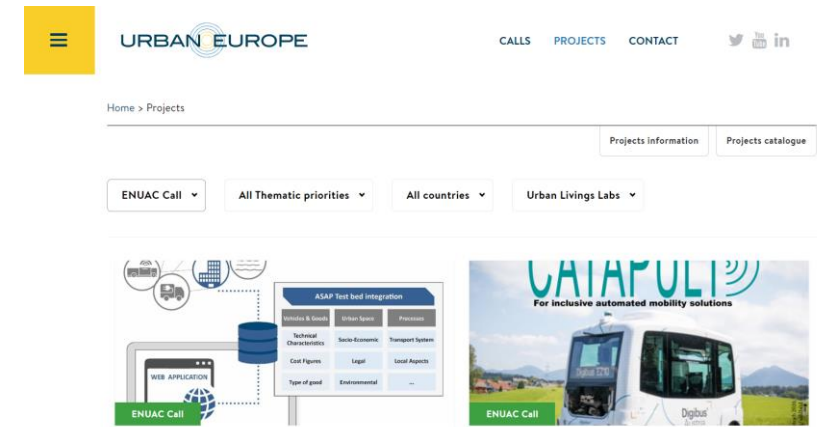 URBAN EUROPE
CALLS PROJECTS CONTACT
You Tube in
Home > Projects
Projects information Projects catalogue
ENUAC Call All Thematic priorities All countries Urban Livings Labs
ASAP Test bed integration
Vehicles & Goods Urban Space Processes
Technical Characteristics Socio-Economic Transport System
Cost Figures Legal Local Aspects
Type of good Environmental ...
WEB APPLICATION
ENUAC Call
CATAPULT
For inclusive automated mobility solutions
Digibus
ENUAC Call